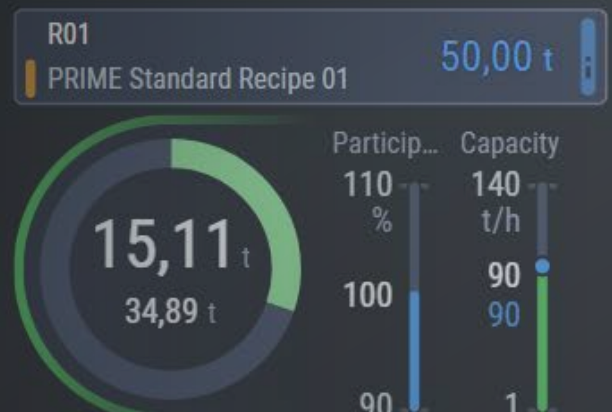 R01
PRIME Standard Recipe 01
50,00 t
Particip... Capacity
110
%
140
t/h
15,11 t
34,89 t
100
90
90
90
1